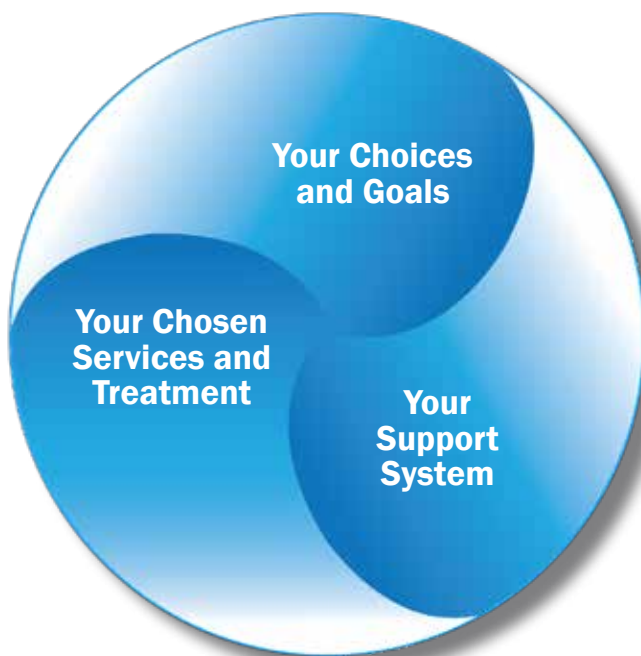 Your Choices
and Goals
Your Chosen
Services and
Treatment
Your
Support
System